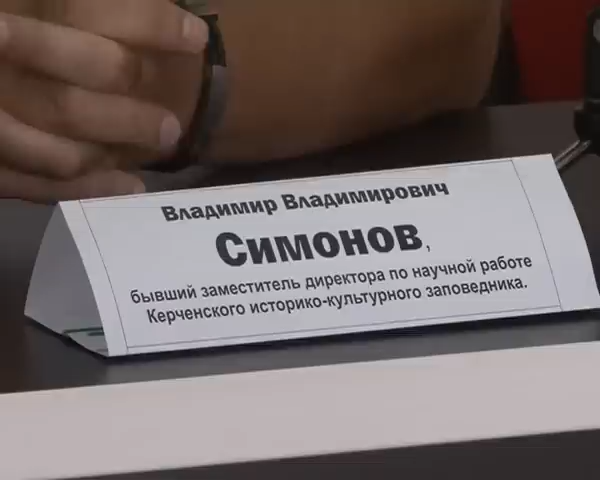 Владимир Владимирович
Симонов,
бывший заместитель директора по научной работе
Керченского историко-культурного заповедника.